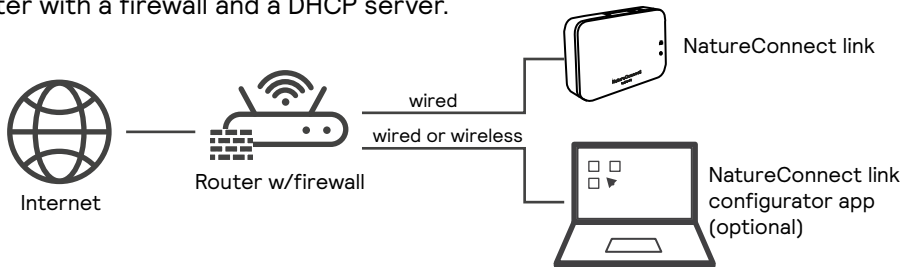 ter with a firewall and a DHCP server.
NatureConnect link
NatureConnect
wired
wired or wireless
Router w/firewall
Internet
NatureConnect link
configurator app
(optional)